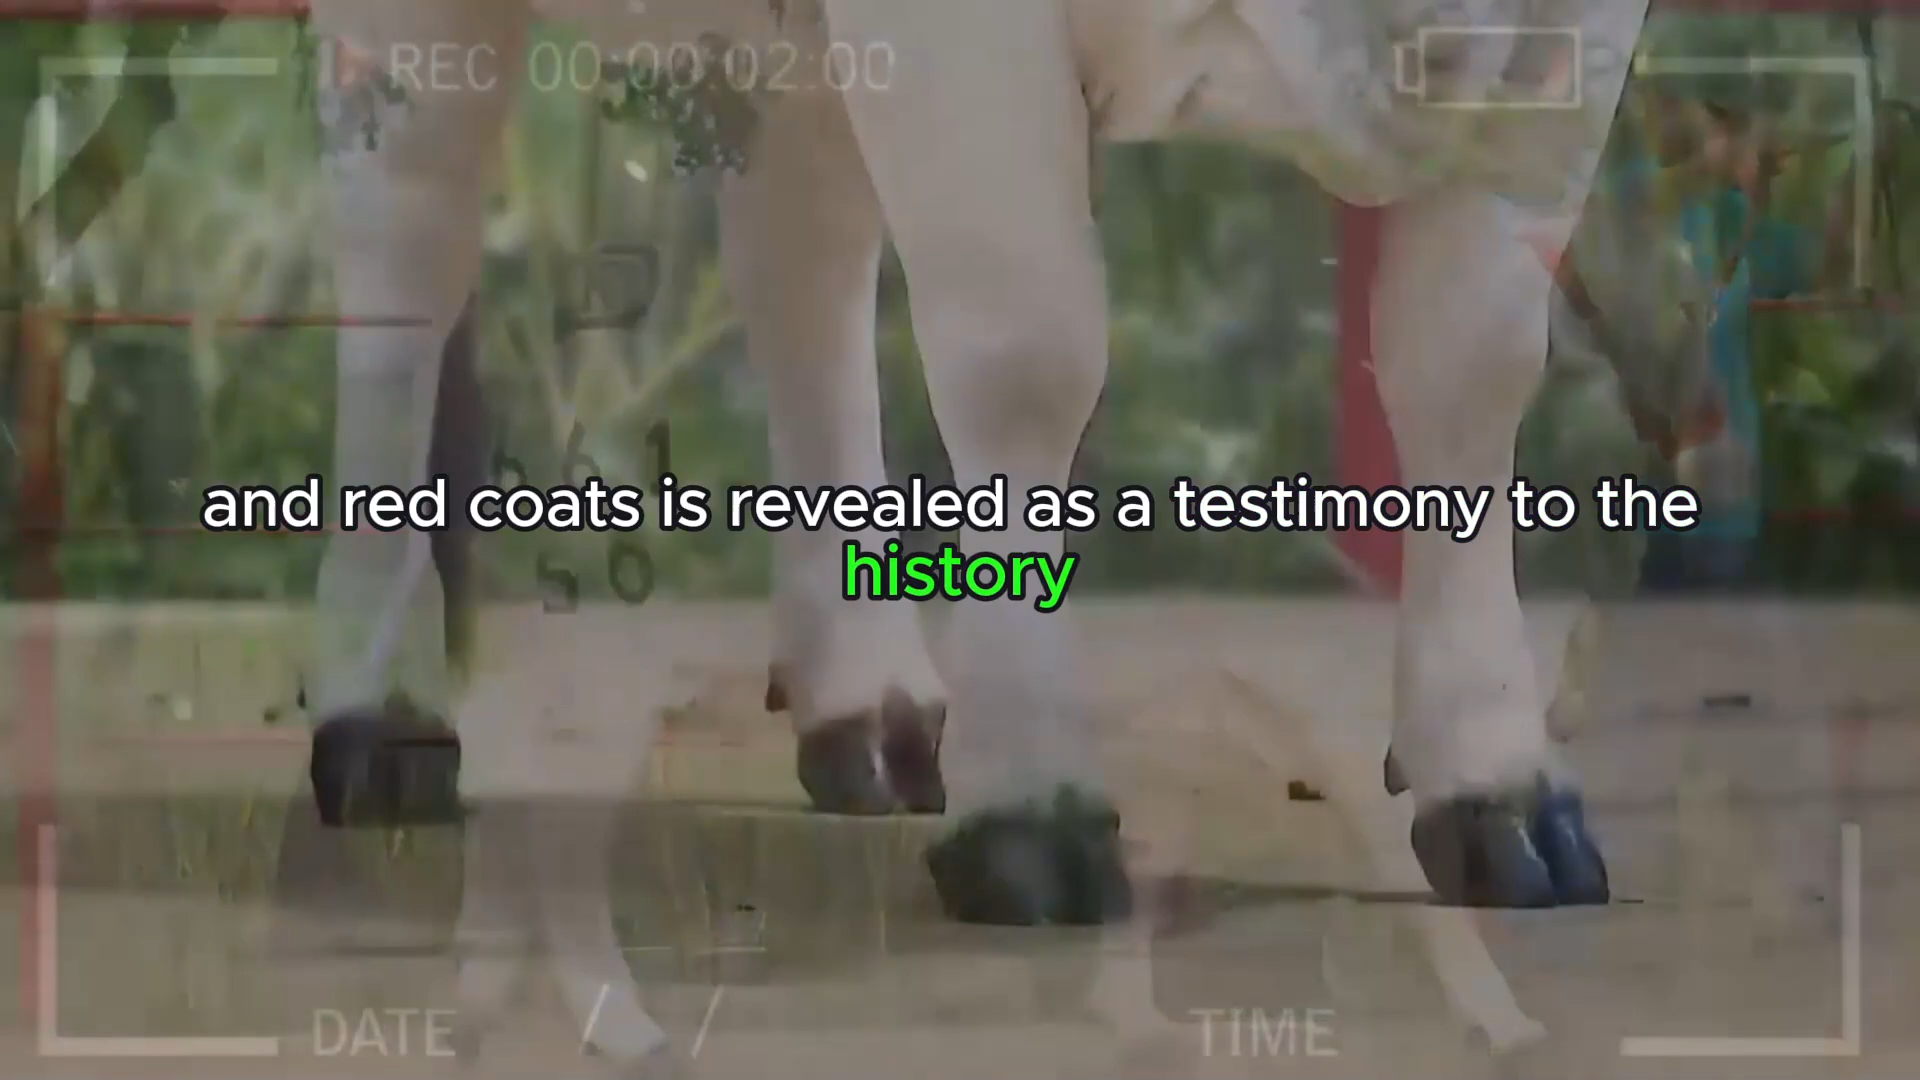 REC 00:00:02:00
and red coats is revealed as a testimony to the
history
DATE / /
TIME